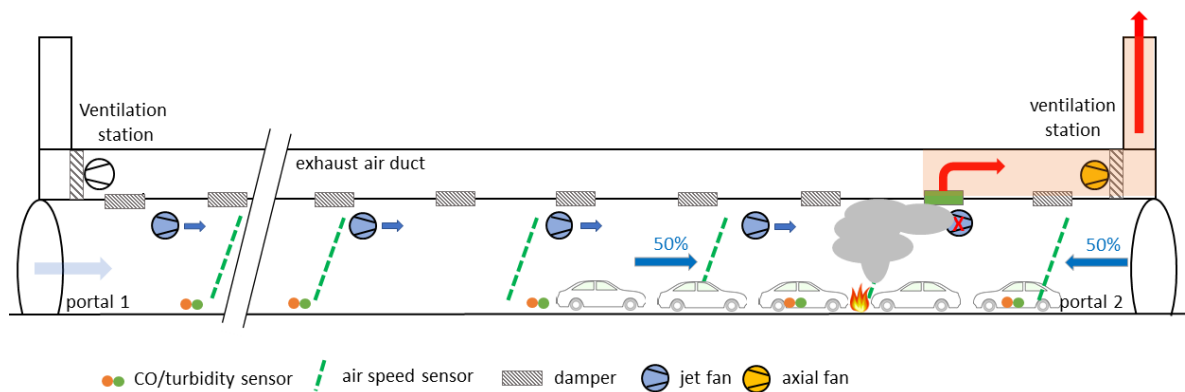 Ventilation
station
ventilation
station
exhaust air duct
50%
50%
portal 1
portal 2
CO/turbidity sensor
air speed sensor
damper
jet fan
axial fan